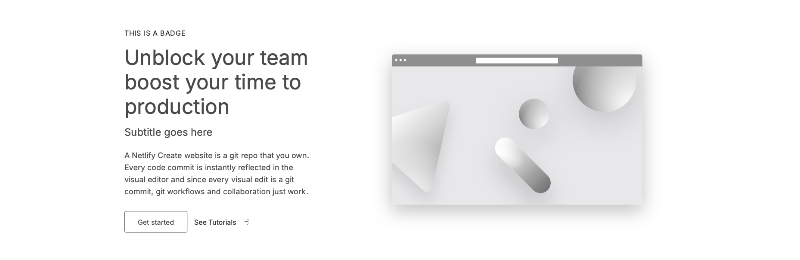 THIS IS A BADGE
Unblock your team
boost your time to
production
Subtitle goes here
A Netlify Create website is a git repo that you own.
Every code commit is instantly reflected in the
visual editor and since every visual edit is a git
commit, git workflows and collaboration just work.
Get started
See Tutorials